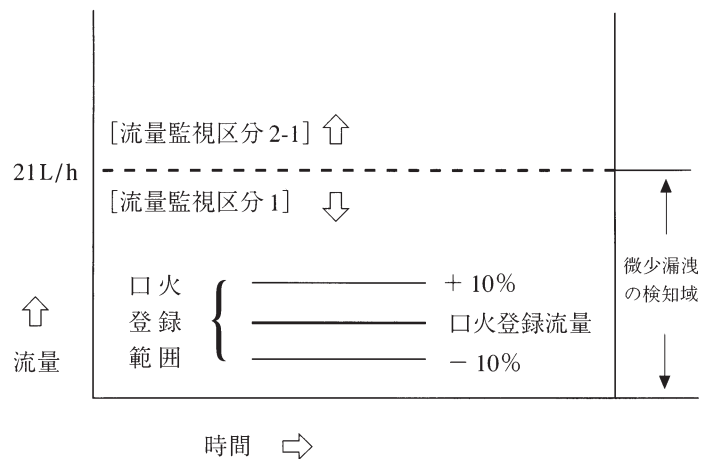 [流量監視区分2-1]
21L/h
[流量監視区分1]
微少漏洩
の検知域
口火
登録
範囲
+10%
口火登録流量
−10%
流量
時間